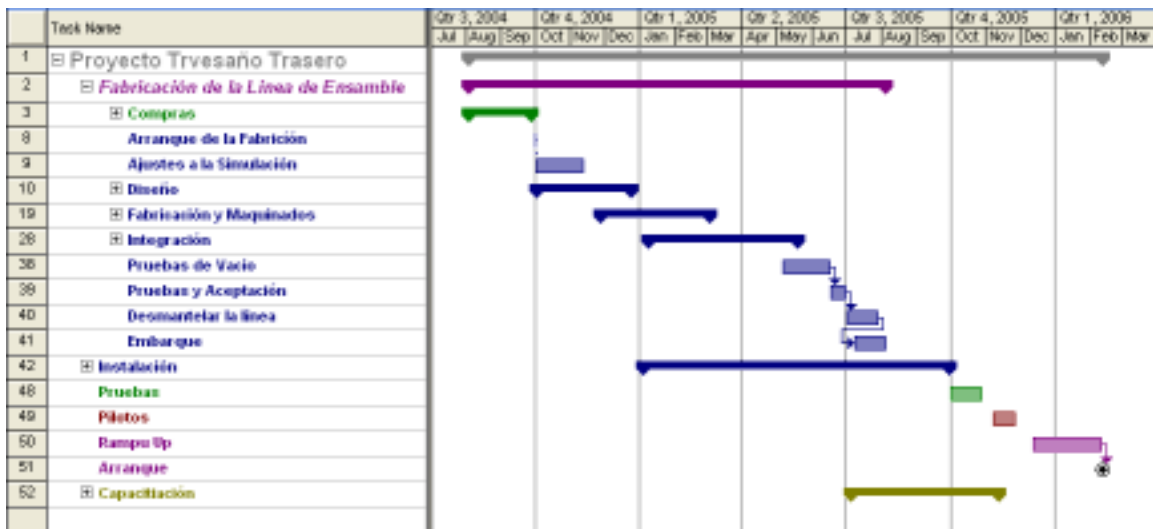 Task Name Qtr 3, 2004 Qtr 4, 2004 Qtr 1, 2005 Qtr 2, 2005 Qtr 3, 2005 Qtr 4, 2005 Qtr 1, 2006
Jul Aug Sep Oct Nov Dec Jan Feb Mar Apr May Jun Jul Aug Sep Oct Nov Dec Jan Feb Mar
1 Proyecto Trvesaño Trasero
2 Fabricación de la Linea de Ensamble
3 Compras
8 Arranque de la Fabrición
9 Ajustes a la Simulación
10 Diseño
19 Fabricación y Maquinados
28 Integración
38 Pruebas de Vacio
39 Pruebas y Aceptación
40 Desmantelar la linea
41 Embarque
42 Instalación
48 Pruebas
49 Pilotos
50 Rampu Up
51 Arranque
52 Capacitiación